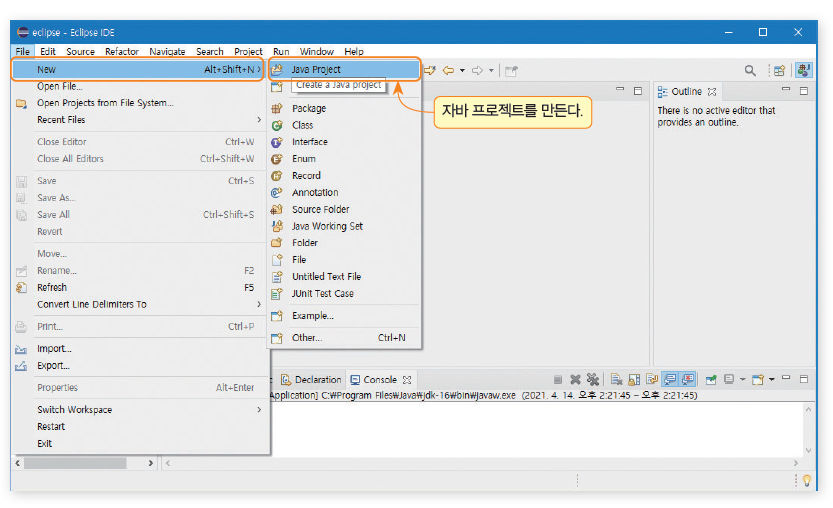 eclipse - Eclipse IDE
File Edit Source Refactor Navigate Search Project Run Window Help
New Alt+Shift+N >
Open File...
Open Projects from File System...
Recent Files >
Close Editor Ctrl+W
Close All Editors Ctrl+Shift+W
Save Ctrl+S
Save As...
Save All Ctrl+Shift+S
Revert
Move...
Rename... F2
Refresh F5
Convert Line Delimiters To >
Print... Ctrl+P
Import...
Export...
Properties Alt+Enter
Switch Workspace >
Restart
Exit
Java Project
Create a Java project
Package
Class
Interface
Enum
Record
Annotation
Source Folder
Java Working Set
Folder
File
Untitled Text File
JUnit Test Case
Example...
Other... Ctrl+N
자바 프로젝트를 만든다.
Outline
There is no active editor that
provides an outline.
Declaration Console
Application] C:₩Program Files₩Java₩jdk-16₩bin₩javaw.exe (2021. 4. 14. 오후 2:21:45 – 오후 2:21:45)